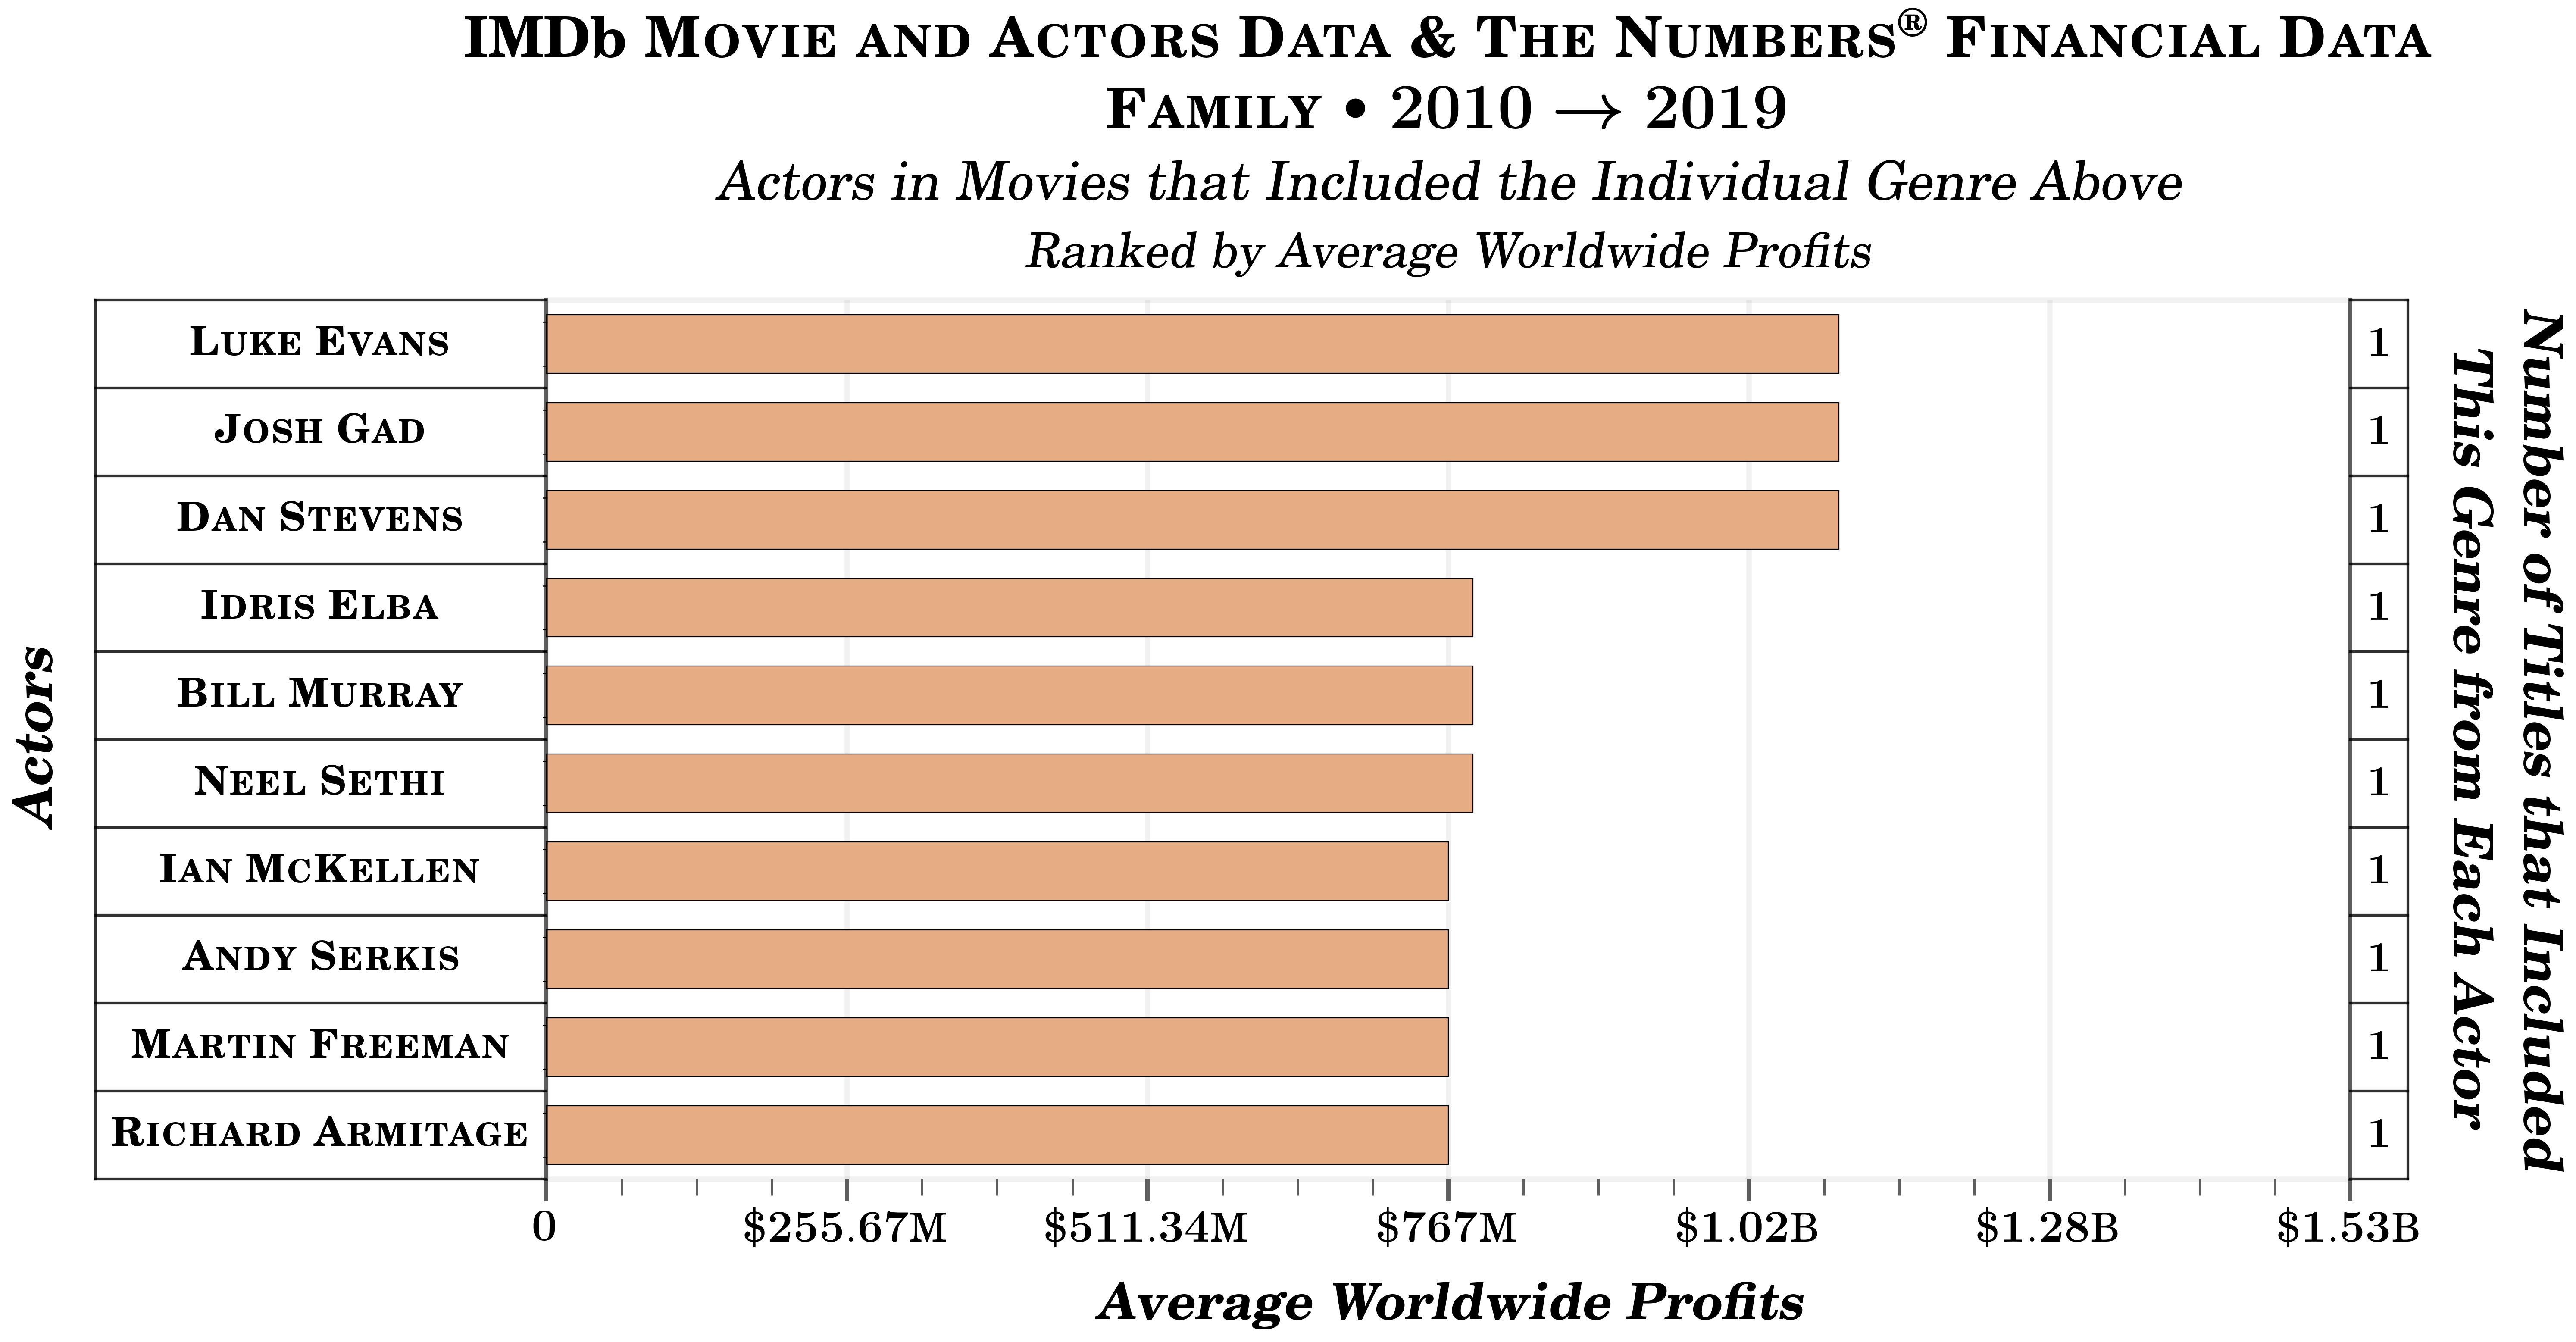 IMDb Movie and Actors Data & The Numbers® Financial Data
Family • 2010 → 2019
Actors in Movies that Included the Individual Genre Above
Ranked by Average Worldwide Profits
Actors
Luke Evans
Josh Gad
Dan Stevens
Idris Elba
Bill Murray
Neel Sethi
Ian McKellen
Andy Serkis
Martin Freeman
Richard Armitage
1
1
1
1
1
1
1
1
1
1
Number of Titles that Included
This Genre from Each Actor
0 $255.67M $511.34M $767M $1.02B $1.28B $1.53B
Average Worldwide Profits